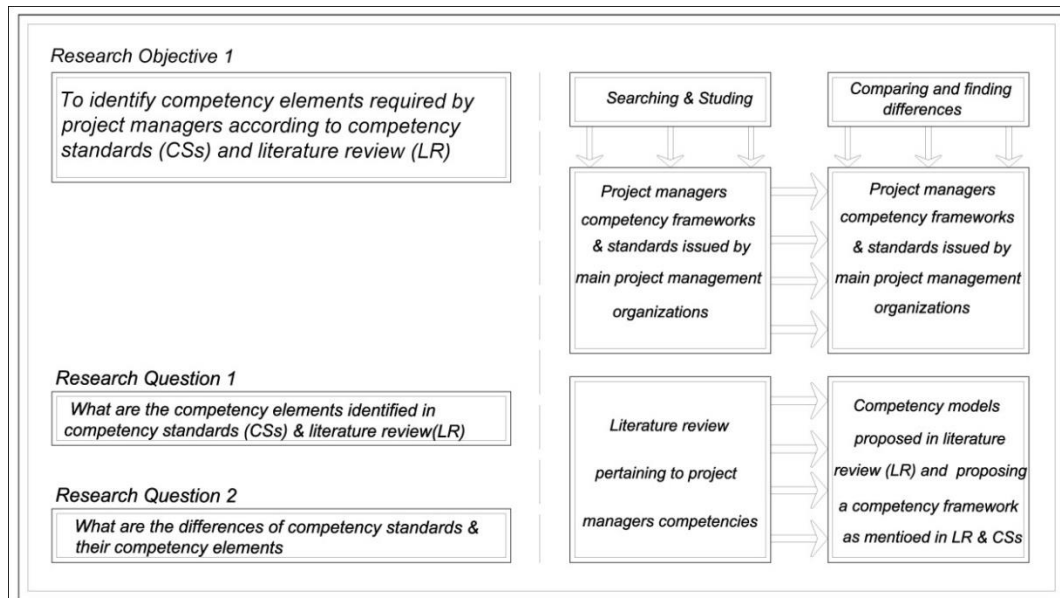 Research Objective 1
To identify competency elements required by
project managers according to competency
standards (CSs) and literature review (LR)
Research Question 1
What are the competency elements identified in
competency standards (CSs) & literature review(LR)
Research Question 2
What are the differences of competency standards &
their competency elements
Searching & Studing
Comparing and finding
differences
Project managers
competency frameworks
& standards issued by
main project management
organizations
Project managers
competency frameworks
& standards issued by
main project management
organizations
Literature review
pertaining to project
managers competencies
Competency models
proposed in literature
review (LR) and proposing
a competency framework
as mentioed in LR & CSs